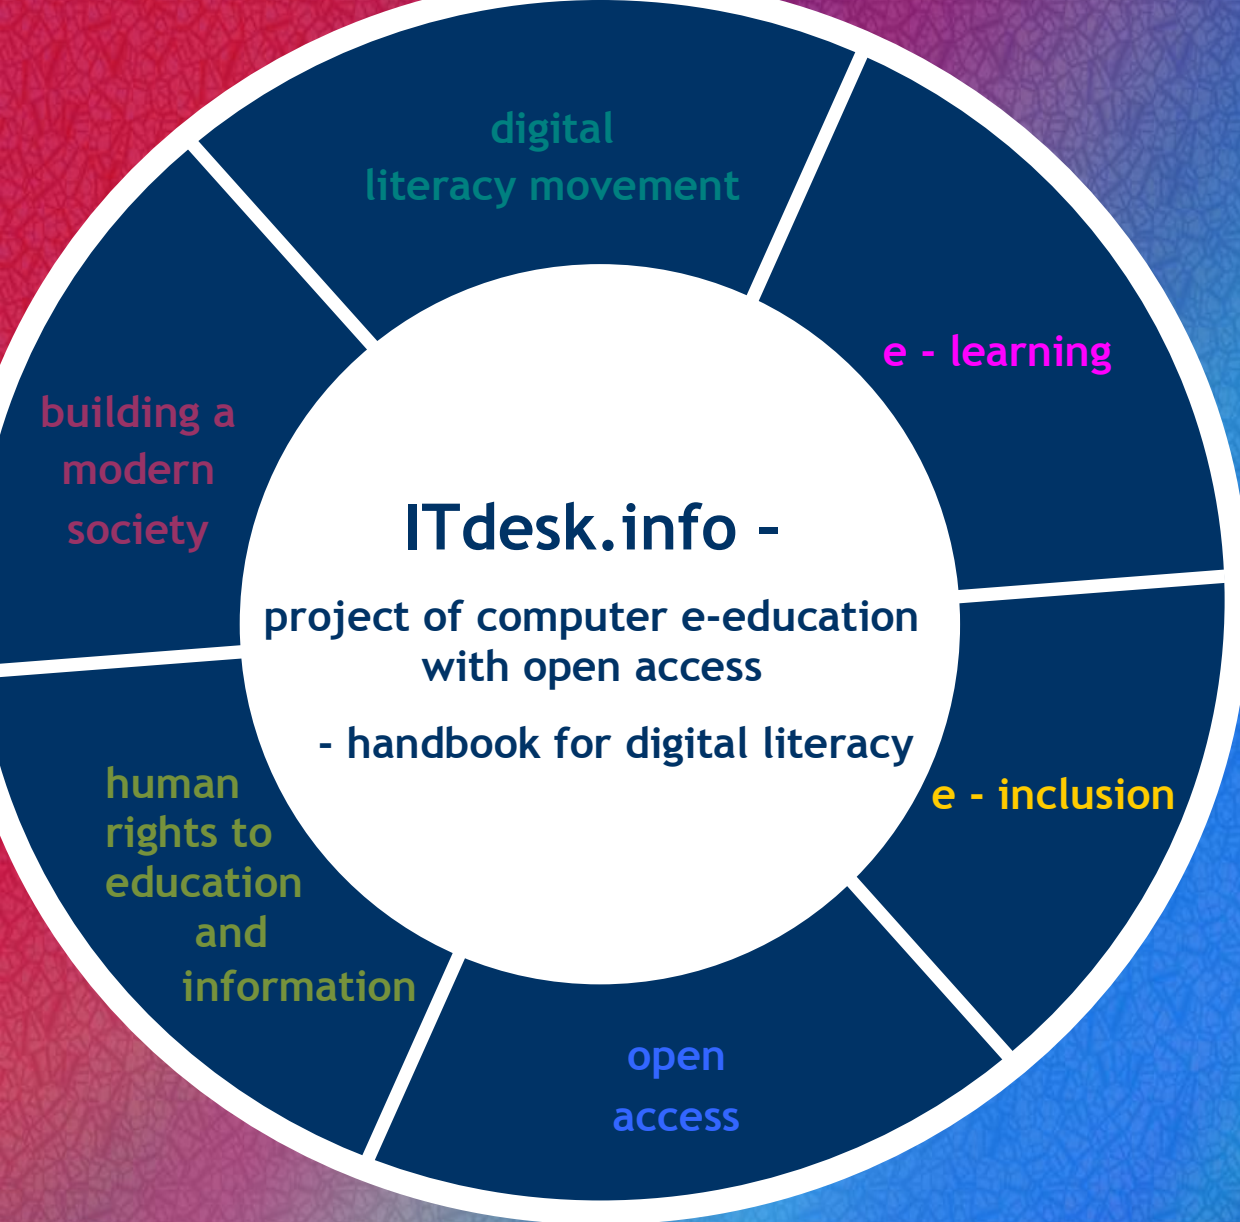 digital
literacy movement
e - learning
building a
modern
society
ITdesk.info –
project of computer e-education
with open access
- handbook for digital literacy
human
rights to
education
and
information
e - inclusion
open
access